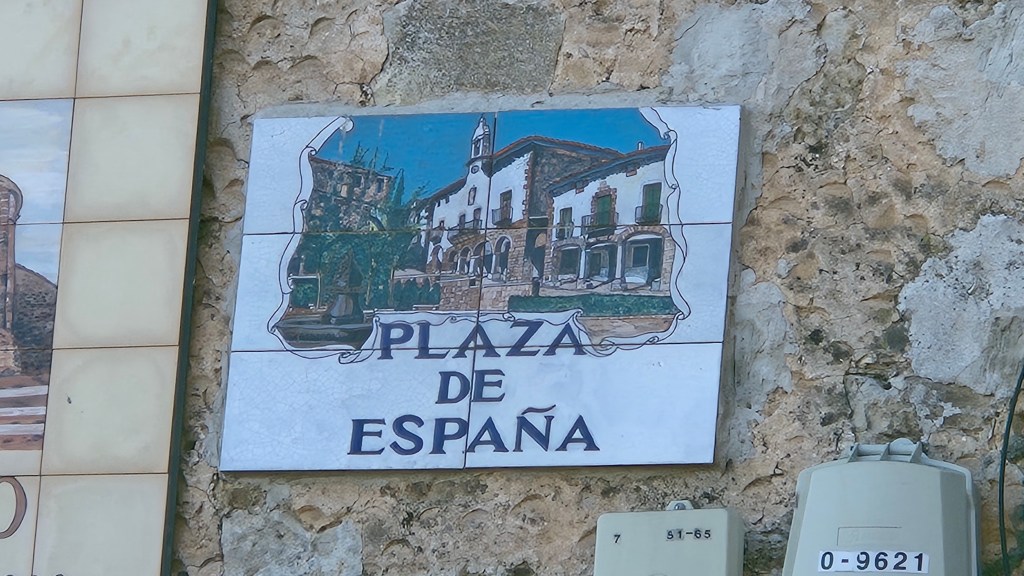 PLAZA
DE
ESPAÑA
7 51-65
0-9621
O